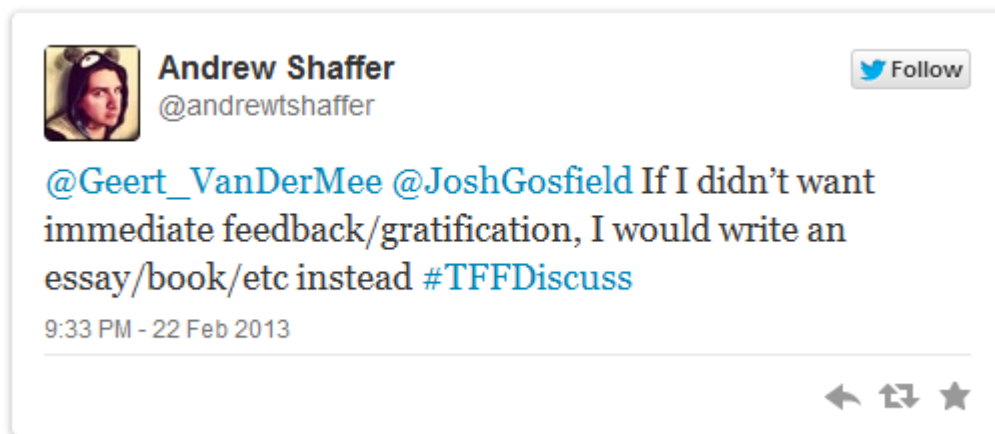 Andrew Shaffer
Follow
@andrewtshaffer
@Geert_VanDerMee @JoshGosfield If I didn’t want
immediate feedback/gratification, I would write an
essay/book/etc instead #TFFDiscuss
9:33 PM - 22 Feb 2013